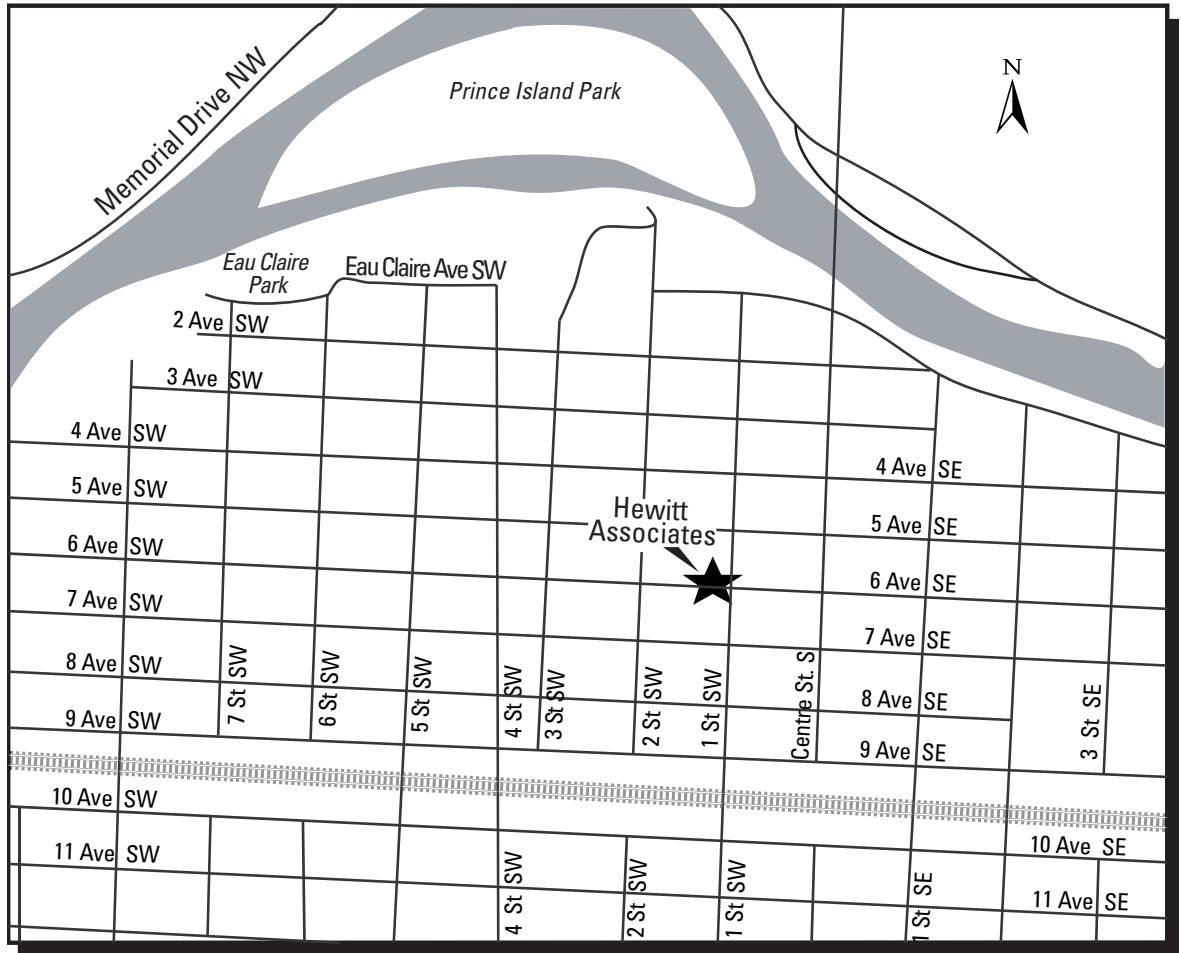 Memorial Drive NW
Prince Island Park
N
Eau Claire
Park
Eau Claire Ave SW
2 Ave SW
3 Ave SW
4 Ave SW
4 Ave SE
5 Ave SW
Hewitt
Associates
5 Ave SE
6 Ave SW
6 Ave SE
7 Ave SW
7 Ave SE
8 Ave SW
7 St SW
6 St SW
5 St SW
4 St SW
3 St SW
2 St SW
1 St SW
Centre St. S
8 Ave SE
3 St SE
9 Ave SW
9 Ave SE
10 Ave SW
10 Ave SE
11 Ave SW
4 St SW
2 St SW
1 St SW
1 St SE
11 Ave SE